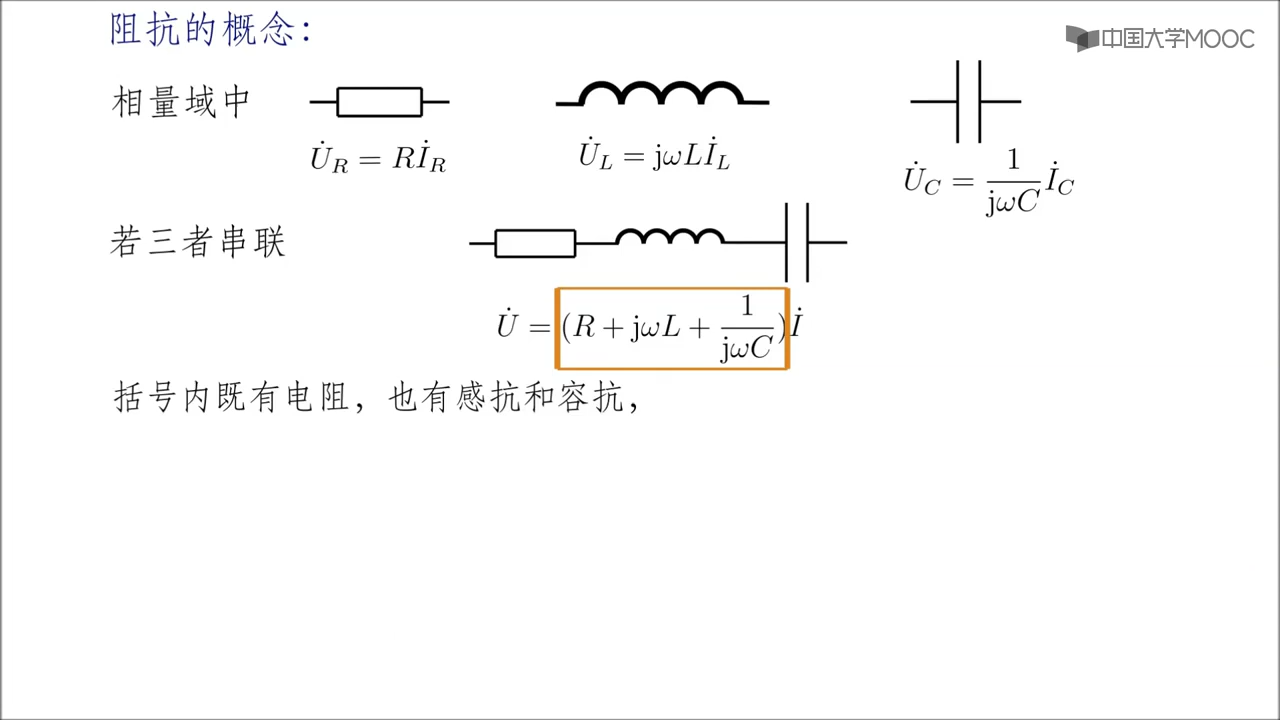 阻抗的概念：
中国大学MOOC
相量域中
U̇_R = Rİ_R
U̇_L = jωLİ_L
U̇_C = \frac{1}{jωC} İ_C
若三者串联
U̇ = (R + jωL + \frac{1}{jωC})İ
括号内既有电阻，也有感抗和容抗，